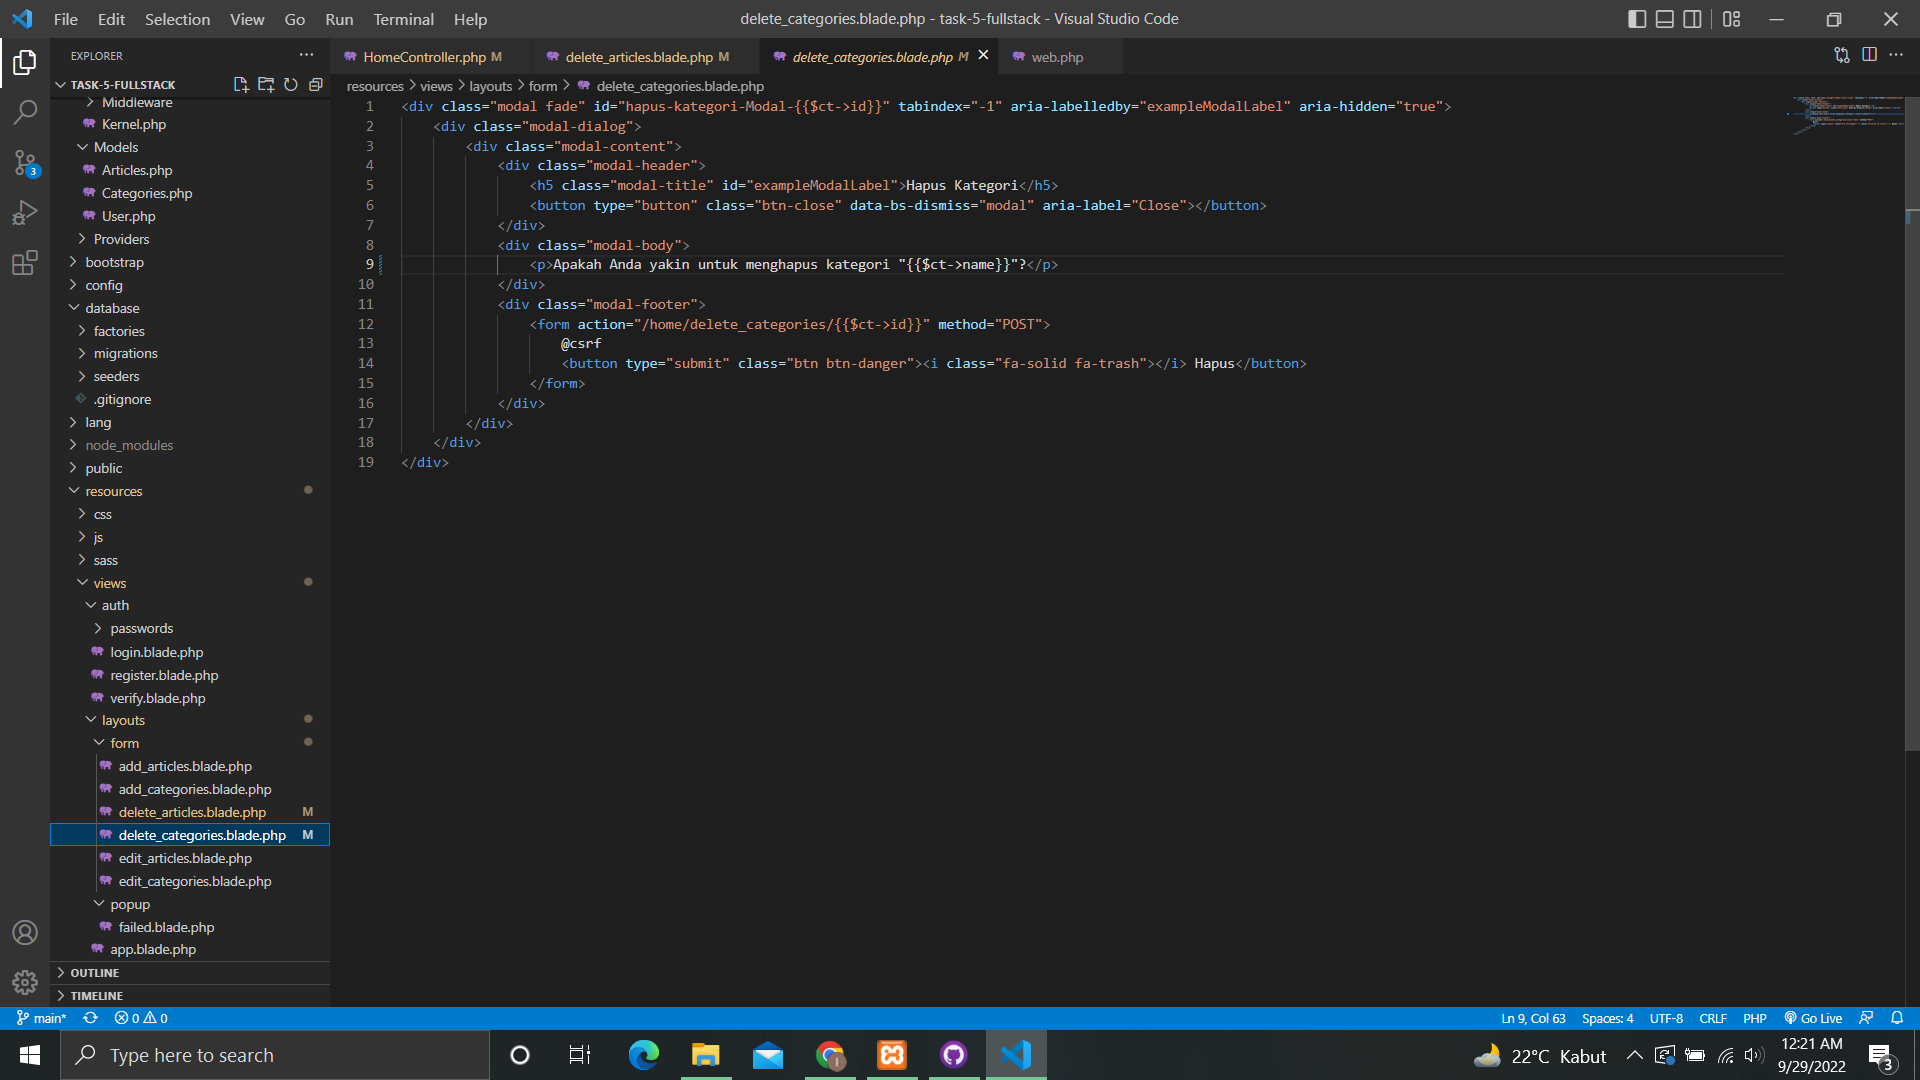 File Edit Selection View Go Run Terminal Help
delete_categories.blade.php - task-5-fullstack - Visual Studio Code
EXPLORER
TASK-5-FULLSTACK
Middleware
Kernel.php
Models
Articles.php
Categories.php
User.php
Providers
bootstrap
config
database
factories
migrations
seeders
.gitignore
lang
node_modules
public
resources
css
js
sass
views
auth
passwords
login.blade.php
register.blade.php
verify.blade.php
layouts
form
add_articles.blade.php
add_categories.blade.php
delete_articles.blade.php M
delete_categories.blade.php M
edit_articles.blade.php
edit_categories.blade.php
popup
failed.blade.php
app.blade.php
OUTLINE
TIMELINE
3
HomeController.php M
delete_articles.blade.php M
delete_categories.blade.php M
web.php
resources > views > layouts > form > delete_categories.blade.php
1 <div class="modal fade" id="hapus-kategori-Modal-{{$ct->id}}" tabindex="-1" aria-labelledby="exampleModalLabel" aria-hidden="true">
2 <div class="modal-dialog">
3 <div class="modal-content">
4 <div class="modal-header">
5 <h5 class="modal-title" id="exampleModalLabel">Hapus Kategori</h5>
6 <button type="button" class="btn-close" data-bs-dismiss="modal" aria-label="Close"></button>
7 </div>
8 <div class="modal-body">
9 <p>Apakah Anda yakin untuk menghapus kategori "{{$ct->name}}"?</p>
10 </div>
11 <div class="modal-footer">
12 <form action="/home/delete_categories/{{$ct->id}}" method="POST">
13 @csrf
14 <button type="submit" class="btn btn-danger"><i class="fa-solid fa-trash"></i> Hapus</button>
15 </form>
16 </div>
17 </div>
18 </div>
19 </div>
main* 0 0
Ln 9, Col 63 Spaces: 4 UTF-8 CRLF PHP Go Live
Type here to search
22°C Kabut
12:21 AM
9/29/2022
3